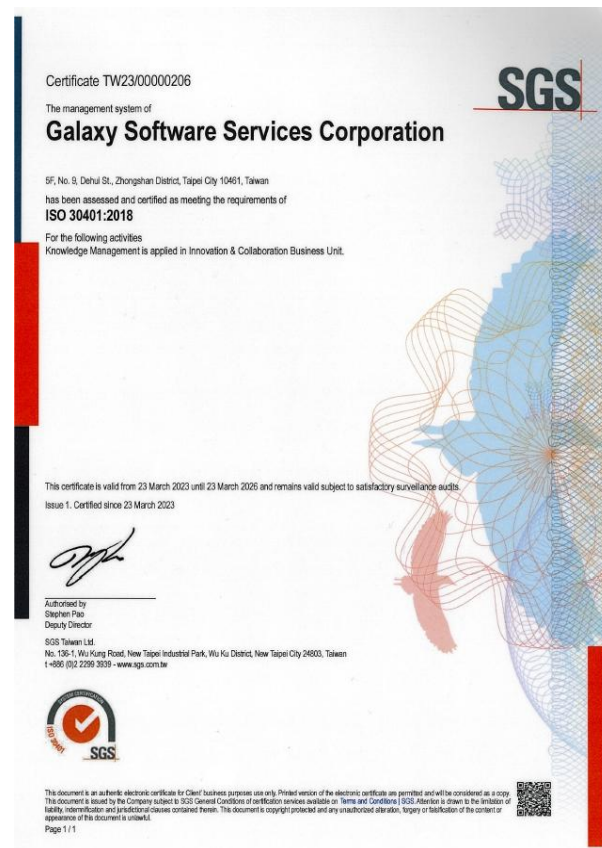 SGS
Certificate TW23/00000206
The management system of
Galaxy Software Services Corporation
5F, No. 9, Dehui St., Zhongshan District, Taipei City 10461, Taiwan
has been assessed and certified as meeting the requirements of
ISO 30401:2018
For the following activities
Knowledge Management is applied in Innovation & Collaboration Business Unit.
This certificate is valid from 23 March 2023 until 23 March 2026 and remains valid subject to satisfactory surveillance audits.
Issue 1. Certified since 23 March 2023
Authorised by
Stephen Pao
Deputy Director
SGS Taiwan Ltd.
No. 136-1, Wu Kung Road, New Taipei Industrial Park, Wu Ku District, New Taipei City 24803, Taiwan
t +886 (0)2 2299 3939 - www.sgs.com.tw
SYSTEM CERTIFICATION
ISO 30401
SGS
This document is an authentic electronic certificate for Client' business purposes use only. Printed version of the electronic certificate are permitted and will be considered as a copy.
This document is issued by the Company subject to SGS General Conditions of certification services available on Terms and Conditions | SGS. Attention is drawn to the limitation of
liability, indemnification and jurisdictional clauses contained therein. This document is copyright protected and any unauthorized alteration, forgery or falsification of the content or
appearance of this document is unlawful.
Page 1 / 1